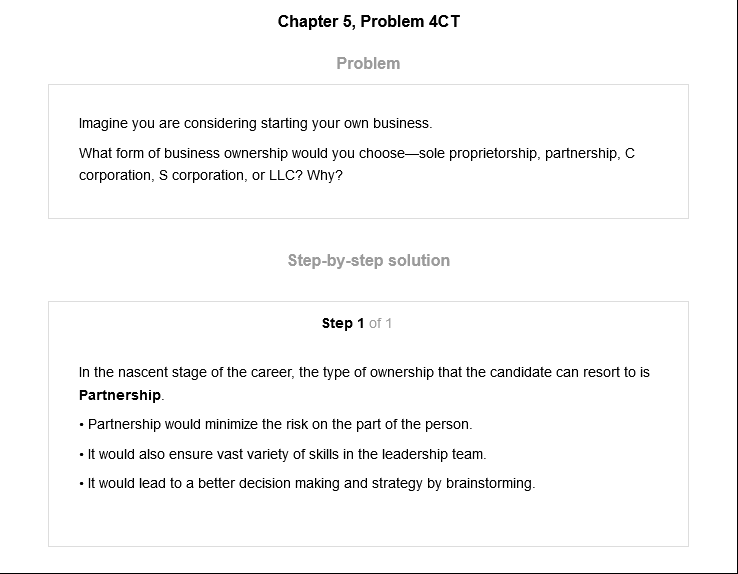 Chapter 5, Problem 4CT
Problem
Imagine you are considering starting your own business.
What form of business ownership would you choose—sole proprietorship, partnership, C
corporation, S corporation, or LLC? Why?
Step-by-step solution
Step 1 of 1
In the nascent stage of the career, the type of ownership that the candidate can resort to is
Partnership.
• Partnership would minimize the risk on the part of the person.
• It would also ensure vast variety of skills in the leadership team.
• It would lead to a better decision making and strategy by brainstorming.